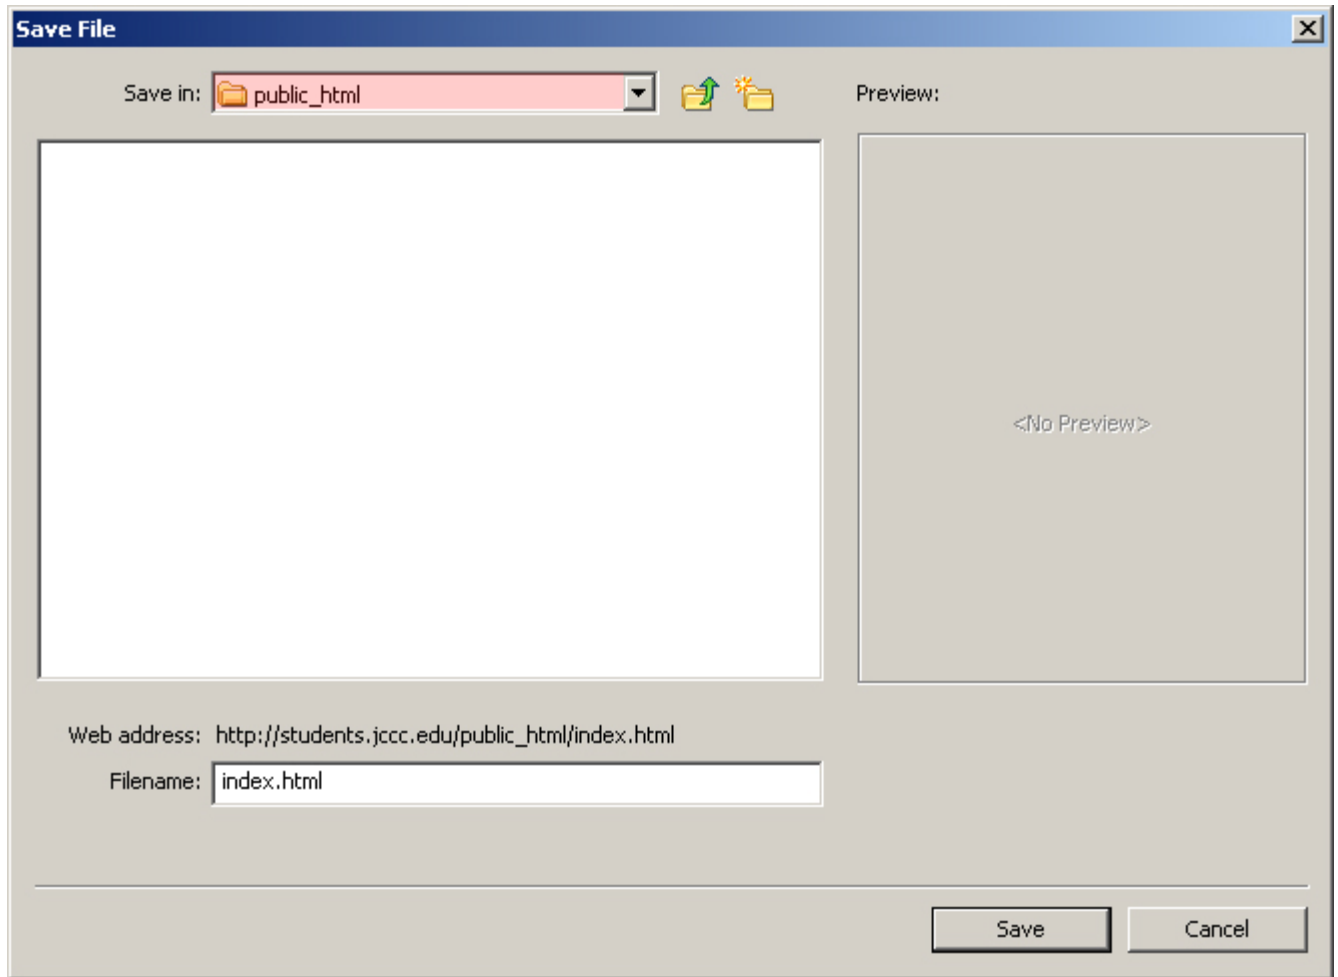 Save File
Save in: public_html
Preview:
<No Preview>
Web address: http://students.jccc.edu/public_html/index.html
Filename: index.html
Save Cancel